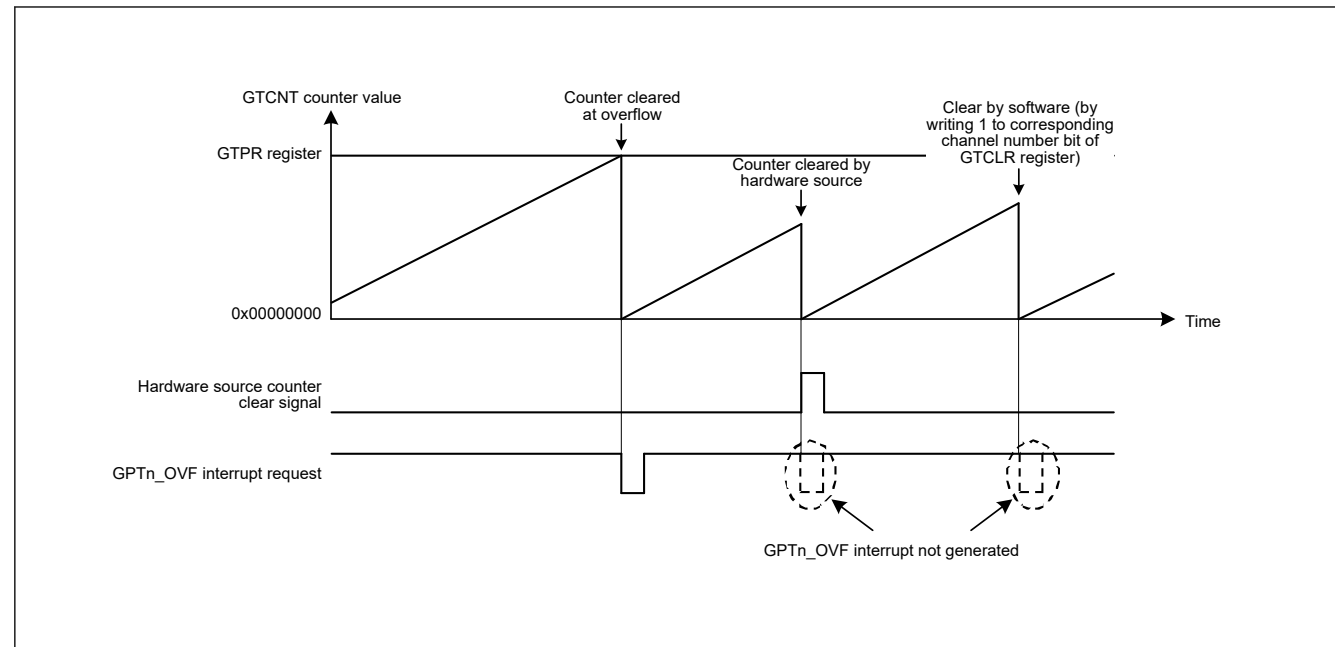 GTCNT counter value
Counter cleared
at overflow
Clear by software (by
writing 1 to corresponding
channel number bit of
GTCLR register)
GTPR register
Counter cleared by
hardware source
0x00000000
Time
Hardware source counter
clear signal
GPTn_OVF interrupt request
GPTn_OVF interrupt not generated